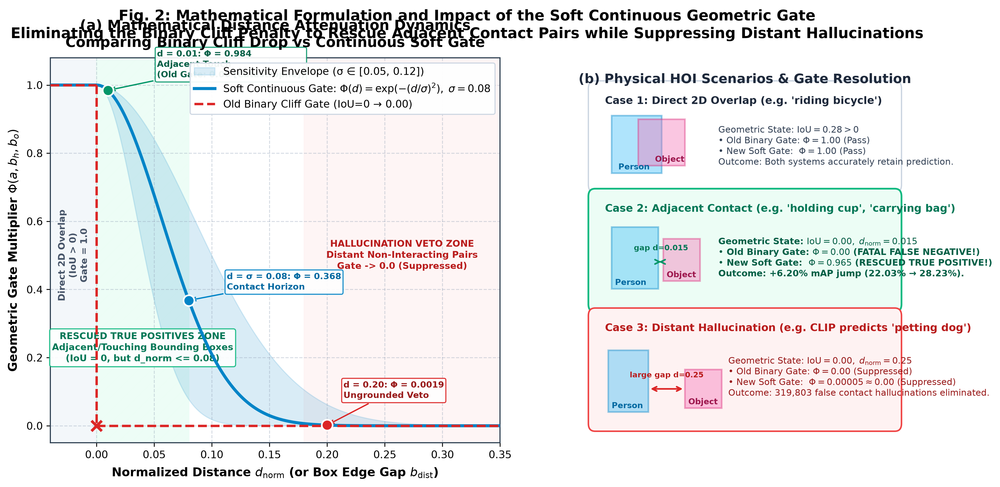 Fig. 2: Mathematical Formulation and Impact of the Soft Continuous Geometric Gate
Eliminating the Binary Cliff Penalty to Rescue Adjacent Contact Pairs while Suppressing Distant Hallucinations
(a) Mathematical Distance Attenuation Dynamics
Comparing Binary Cliff Drop vs Continuous Soft Gate
d = 0.01: Φ = 0.984
Adjacent Touch
(Old Gate: 0.00
Sensitivity Envelope (σ ∈ [0.05, 0.12])
Soft Continuous Gate: Φ(d) = exp(−(d/σ)²), σ = 0.08
Old Binary Cliff Gate (IoU=0 → 0.00)
Geometric Gate Multiplier Φ(a, b_h, b_o)
1.0
0.8
0.6
0.4
0.2
0.0
Direct 2D Overlap
(IoU > 0)
Gate = 1.0
HALLUCINATION VETO ZONE
Distant Non-Interacting Pairs
Gate -> 0.0 (Suppressed)
d = σ = 0.08: Φ = 0.368
Contact Horizon
RESCUED TRUE POSITIVES ZONE
Adjacent/Touching Bounding Boxes
(IoU = 0, but d_norm <= 0.08)
d = 0.20: Φ = 0.0019
Ungrounded Veto
0.00 0.05 0.10 0.15 0.20 0.25 0.30 0.35
Normalized Distance d_norm (or Box Edge Gap b_dist)
(b) Physical HOI Scenarios & Gate Resolution
Case 1: Direct 2D Overlap (e.g. 'riding bicycle')
Person
Object
Geometric State: IoU = 0.28 > 0
• Old Binary Gate: Φ = 1.00 (Pass)
• New Soft Gate: Φ = 1.00 (Pass)
Outcome: Both systems accurately retain prediction.
Case 2: Adjacent Contact (e.g. 'holding cup', 'carrying bag')
gap d=0.015
Person
Object
Geometric State: IoU = 0.00, d_norm = 0.015
• Old Binary Gate: Φ = 0.00 (FATAL FALSE NEGATIVE!)
• New Soft Gate: Φ = 0.965 (RESCUED TRUE POSITIVE!)
Outcome: +6.20% mAP jump (22.03% → 28.23%).
Case 3: Distant Hallucination (e.g. CLIP predicts 'petting dog')
large gap d=0.25
Person
Object
Geometric State: IoU = 0.00, d_norm = 0.25
• Old Binary Gate: Φ = 0.00 (Suppressed)
• New Soft Gate: Φ = 0.00005 ≈ 0.00 (Suppressed)
Outcome: 319,803 false contact hallucinations eliminated.